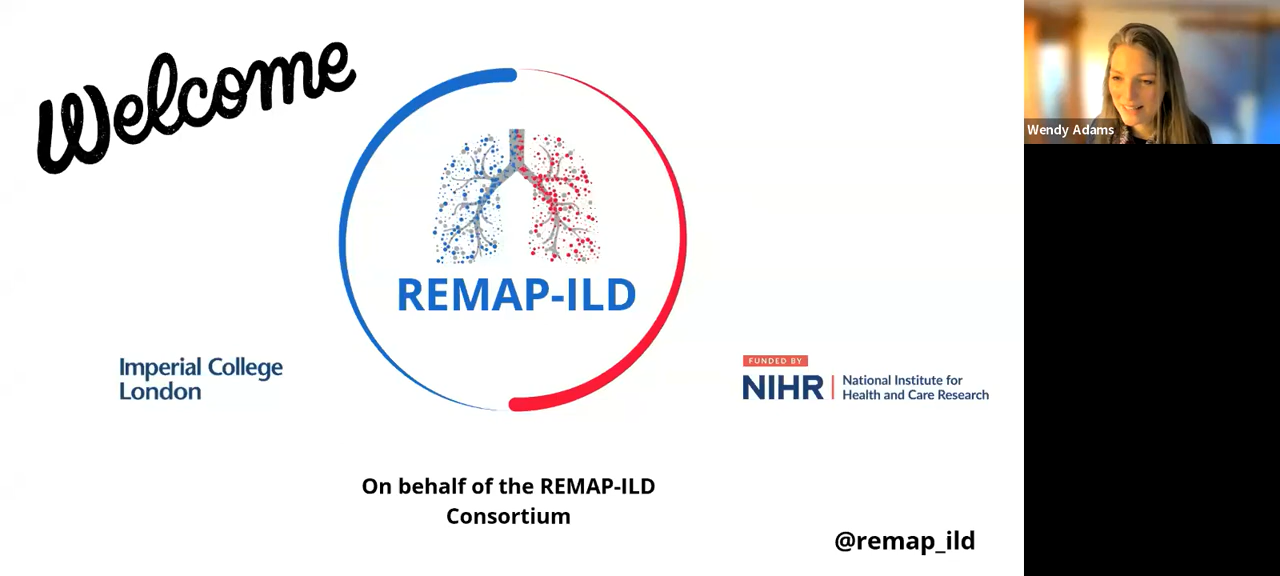 Welcome
REMAP-ILD
Imperial College
London
FUNDED BY
NIHR | National Institute for
Health and Care Research
On behalf of the REMAP-ILD
Consortium
@remap_ild
Wendy Adams